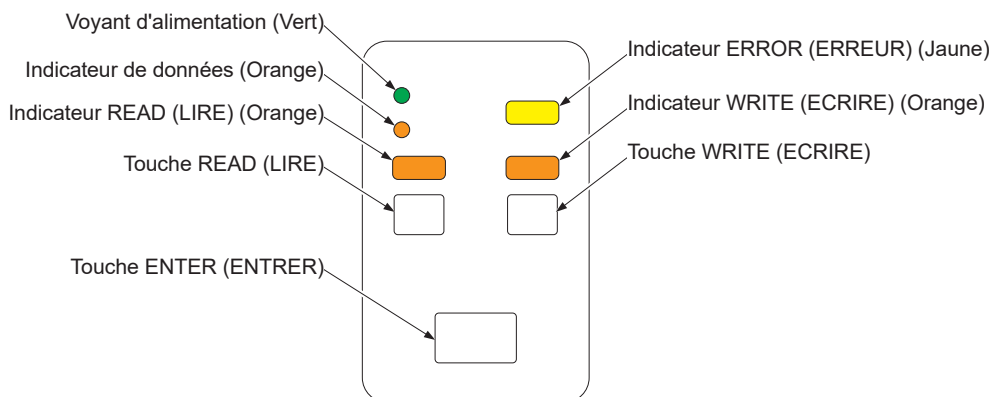 Voyant d'alimentation (Vert)
Indicateur de données (Orange)
Indicateur READ (LIRE) (Orange)
Touche READ (LIRE)
Touche ENTER (ENTRER)
Indicateur ERROR (ERREUR) (Jaune)
Indicateur WRITE (ECRIRE) (Orange)
Touche WRITE (ECRIRE)